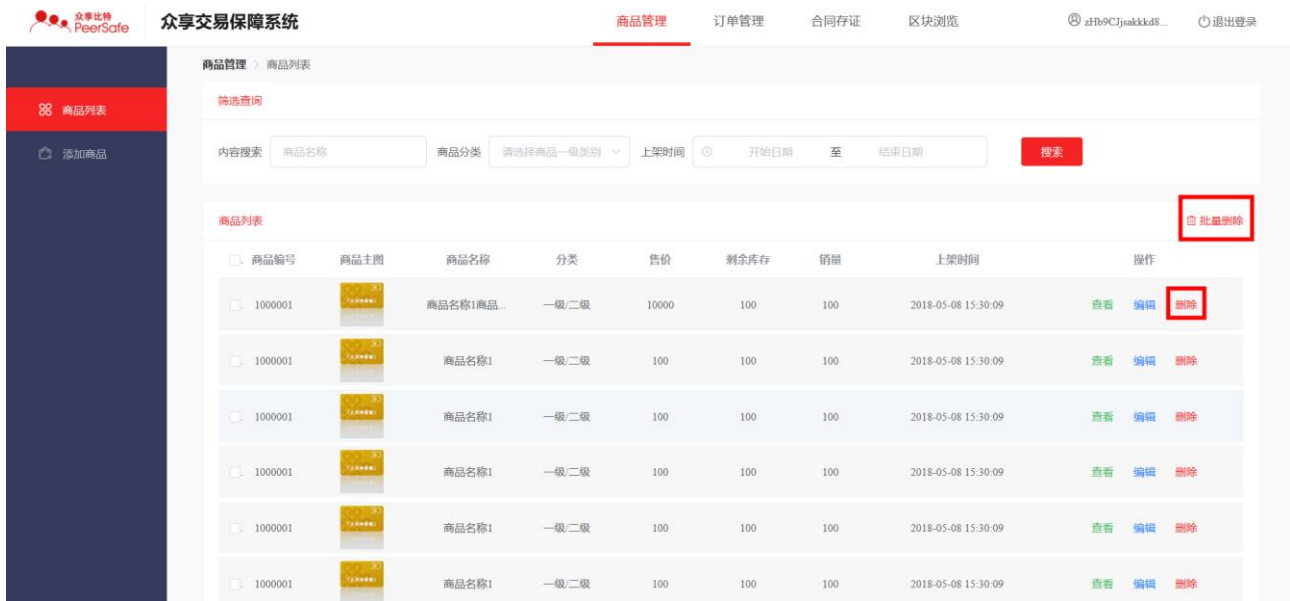 众享比特 PeerSafe 众享交易保障系统 商品管理 订单管理 合同存证 区块浏览 zHb9CJjsakkkd8... 退出登录
商品管理 > 商品列表
商品列表
添加商品
筛选查询
内容搜索 商品名称 商品分类 请选择商品一级类别 上架时间 开始日期 至 结束日期 搜索
商品列表 批量删除
商品编号 商品主图 商品名称 分类 售价 剩余库存 销量 上架时间 操作
1000001 商品名称1商品... 一级/二级 10000 100 100 2018-05-08 15:30:09 查看 编辑 删除
1000001 商品名称1 一级/二级 100 100 100 2018-05-08 15:30:09 查看 编辑 删除
1000001 商品名称1 一级/二级 100 100 100 2018-05-08 15:30:09 查看 编辑 删除
1000001 商品名称1 一级/二级 100 100 100 2018-05-08 15:30:09 查看 编辑 删除
1000001 商品名称1 一级/二级 100 100 100 2018-05-08 15:30:09 查看 编辑 删除
1000001 商品名称1 一级/二级 100 100 100 2018-05-08 15:30:09 查看 编辑 删除